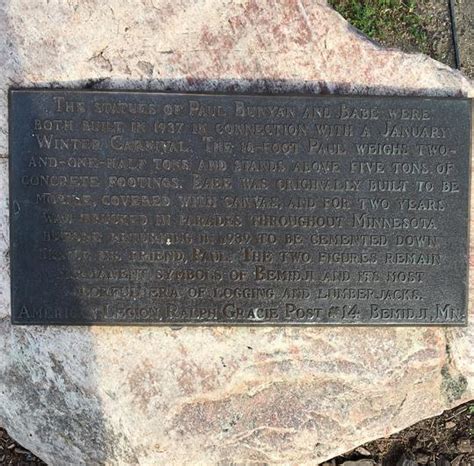 The statues of Paul Bunyan and Babe were
both built in 1937 in connection with a January
Winter Carnival. The 18-foot Paul weighs two-
and-one-half tons and stands above five tons of
concrete footings. Babe was originally built to be
mobile, covered with canvas, and for two years
was trucked in parades throughout Minnesota
before returning in 1939 to be cemented down
his friend, Paul. The two figures remain
permanent symbols of Bemidji and its most
colorful era of logging and lumberjacks.
American Legion, Ralph Gracie Post #14 Bemidji, Mn.